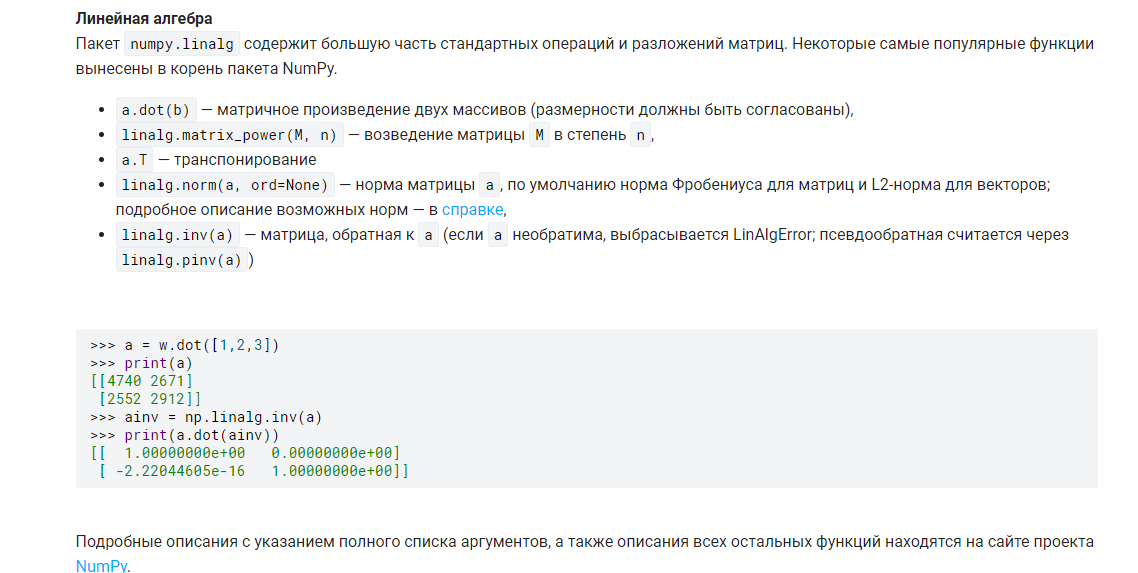 Линейная алгебра
Пакет numpy.linalg содержит большую часть стандартных операций и разложений матриц. Некоторые самые популярные функции
вынесены в корень пакета NumPy.
• a.dot(b) — матричное произведение двух массивов (размерности должны быть согласованы),
• linalg.matrix_power(M, n) — возведение матрицы M в степень n,
• a.T — транспонирование
• linalg.norm(a, ord=None) — норма матрицы a, по умолчанию норма Фробениуса для матриц и L2-норма для векторов;
подробное описание возможных норм — в справке,
• linalg.inv(a) — матрица, обратная к a (если a необратима, выбрасывается LinAlgError; псевдообратная считается через
linalg.pinv(a))
>>> a = w.dot([1,2,3])
>>> print(a)
[[4740 2671]
 [2552 2912]]
>>> ainv = np.linalg.inv(a)
>>> print(a.dot(ainv))
[[  1.00000000e+00   0.00000000e+00]
 [ -2.22044605e-16   1.00000000e+00]]
Подробные описания с указанием полного списка аргументов, а также описания всех остальных функций находятся на сайте проекта
NumPy.